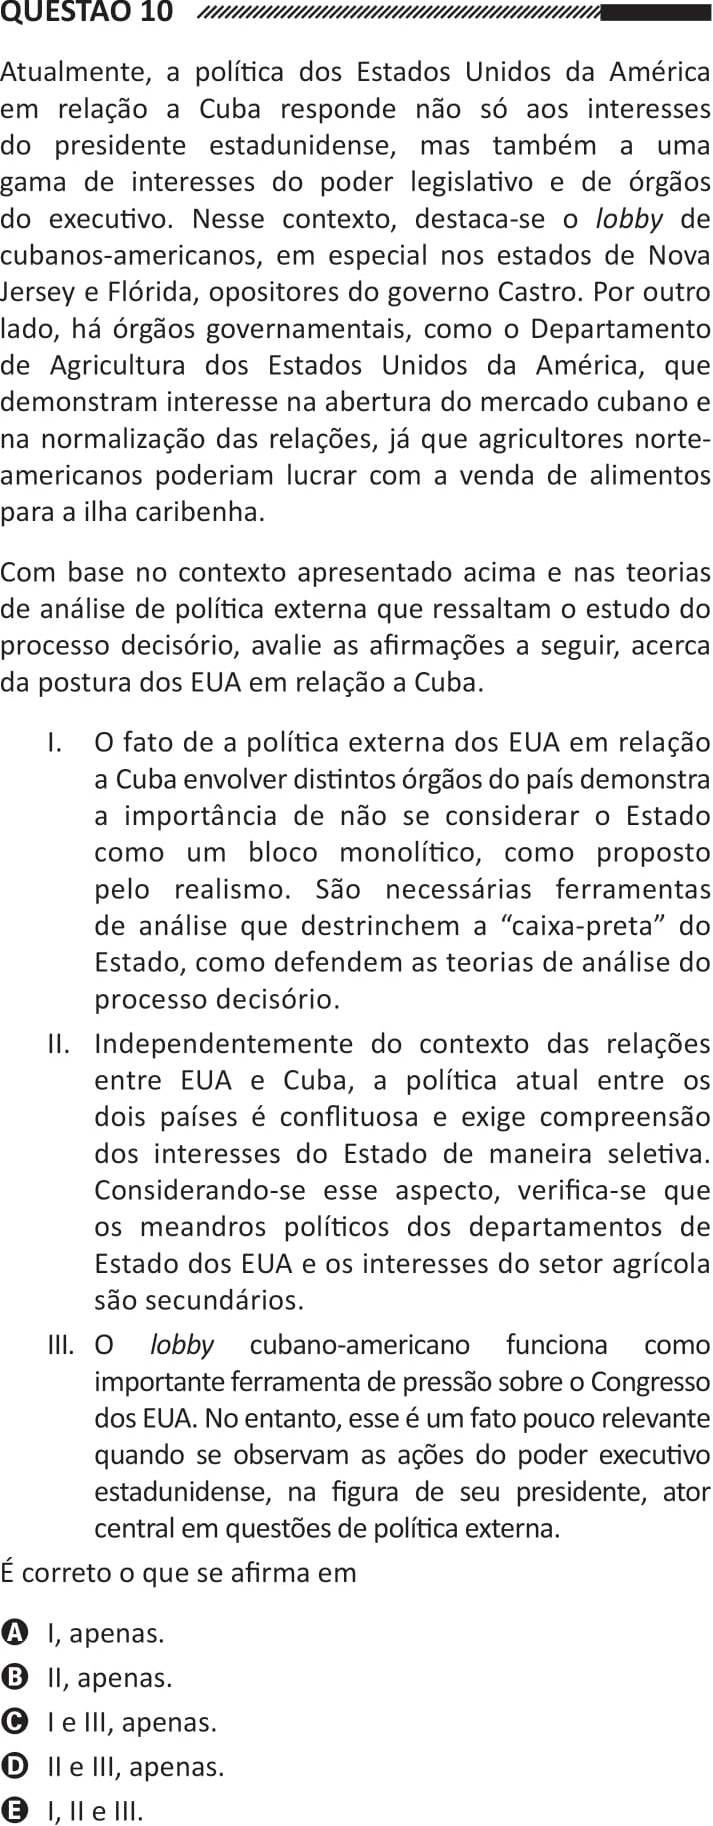 QUESTÃO 10
Atualmente, a política dos Estados Unidos da América
em relação a Cuba responde não só aos interesses
do presidente estadunidense, mas também a uma
gama de interesses do poder legislativo e de órgãos
do executivo. Nesse contexto, destaca-se o lobby de
cubanos-americanos, em especial nos estados de Nova
Jersey e Flórida, opositores do governo Castro. Por outro
lado, há órgãos governamentais, como o Departamento
de Agricultura dos Estados Unidos da América, que
demonstram interesse na abertura do mercado cubano e
na normalização das relações, já que agricultores norte-
americanos poderiam lucrar com a venda de alimentos
para a ilha caribenha.
Com base no contexto apresentado acima e nas teorias
de análise de política externa que ressaltam o estudo do
processo decisório, avalie as afirmações a seguir, acerca
da postura dos EUA em relação a Cuba.
I. O fato de a política externa dos EUA em relação
a Cuba envolver distintos órgãos do país demonstra
a importância de não se considerar o Estado
como um bloco monolítico, como proposto
pelo realismo. São necessárias ferramentas
de análise que destrinchem a “caixa-preta” do
Estado, como defendem as teorias de análise do
processo decisório.
II. Independentemente do contexto das relações
entre EUA e Cuba, a política atual entre os
dois países é conflituosa e exige compreensão
dos interesses do Estado de maneira seletiva.
Considerando-se esse aspecto, verifica-se que
os meandros políticos dos departamentos de
Estado dos EUA e os interesses do setor agrícola
são secundários.
III. O lobby cubano-americano funciona como
importante ferramenta de pressão sobre o Congresso
dos EUA. No entanto, esse é um fato pouco relevante
quando se observam as ações do poder executivo
estadunidense, na figura de seu presidente, ator
central em questões de política externa.
É correto o que se afirma em
A I, apenas.
B II, apenas.
C I e III, apenas.
D II e III, apenas.
E I, II e III.